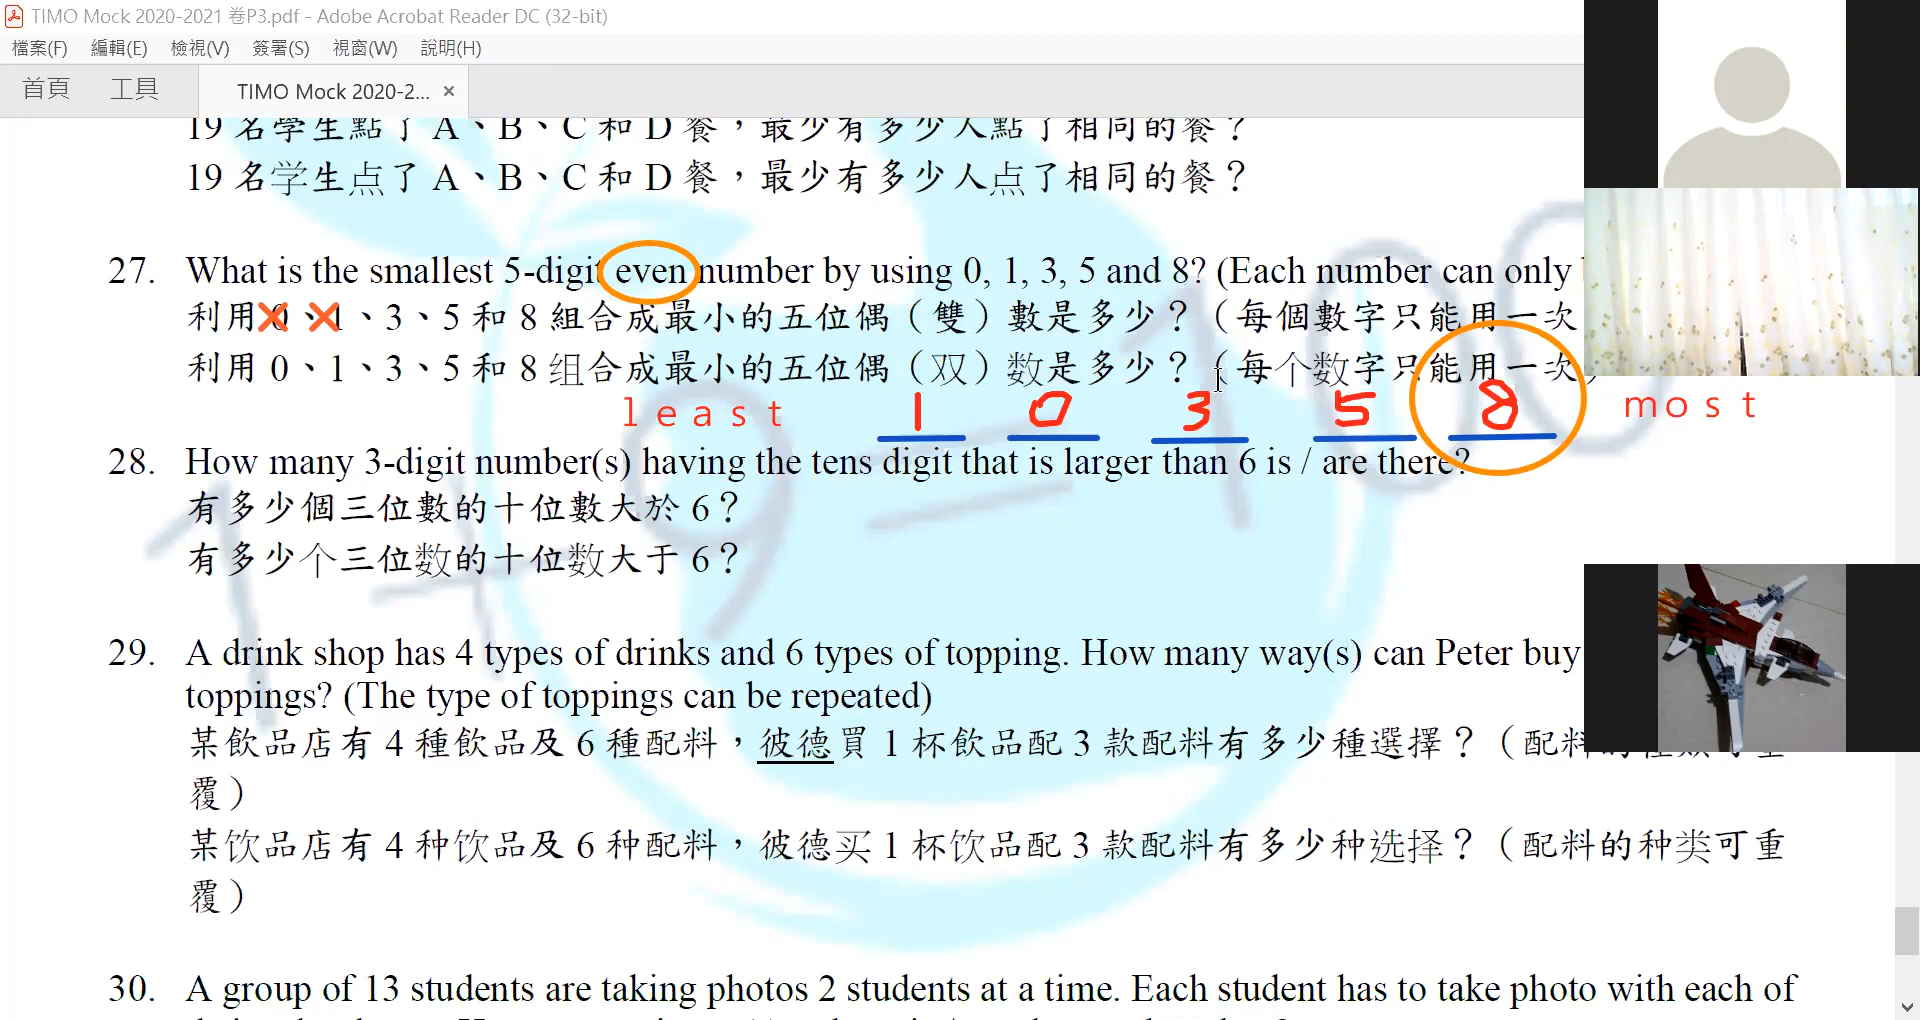 TIMO Mock 2020-2021 卷P3.pdf - Adobe Acrobat Reader DC (32-bit)
檔案(F) 編輯(E) 檢視(V) 簽署(S) 視窗(W) 說明(H)
首頁 工具 TIMO Mock 2020-2... ×
19 名學生點了 A、B、C 和 D 餐，最少有多少人點了相同的餐？
19 名学生点了 A、B、C 和 D 餐，最少有多少人点了相同的餐？
27. What is the smallest 5-digit even number by using 0, 1, 3, 5 and 8? (Each number can only
利用 0、1、3、5 和 8 組合成最小的五位偶（雙）數是多少？（每個數字只能用一次
利用 0、1、3、5 和 8 组合成最小的五位偶（双）数是多少？（每个数字只能用一次）
least 1 0 3 5 8 most
28. How many 3-digit number(s) having the tens digit that is larger than 6 is / are there?
有多少個三位數的十位數大於 6？
有多少个三位数的十位数大于 6？
1+9=100
29. A drink shop has 4 types of drinks and 6 types of topping. How many way(s) can Peter buy
toppings? (The type of toppings can be repeated)
某飲品店有 4 種飲品及 6 種配料，彼德買 1 杯飲品配 3 款配料有多少種選擇？（配料的種類可重
覆）
某饮品店有 4 种饮品及 6 种配料，彼德买 1 杯饮品配 3 款配料有多少种选择？（配料的种类可重
覆）
30. A group of 13 students are taking photos 2 students at a time. Each student has to take photo with each of